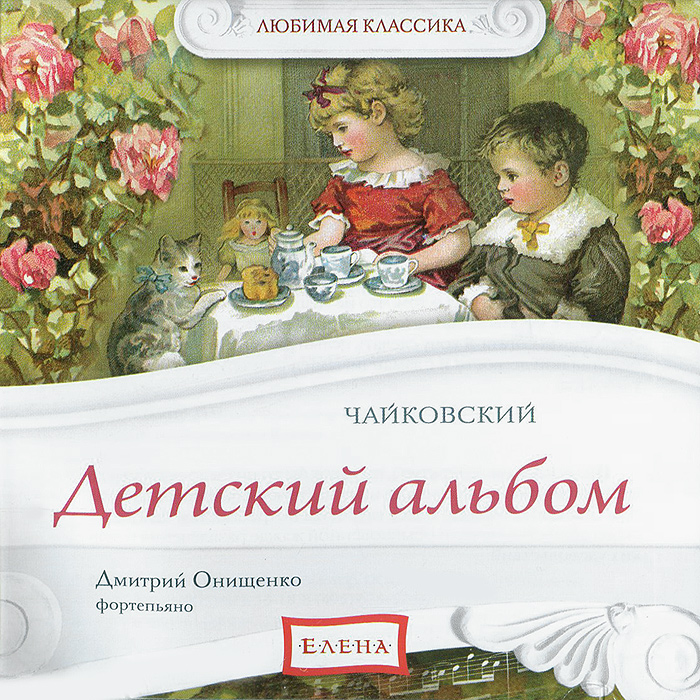 ЛЮБИМАЯ КЛАССИКА
ЧАЙКОВСКИЙ
Детский альбом
Дмитрий Онищенко
фортепьяно
ЕЛЕНА